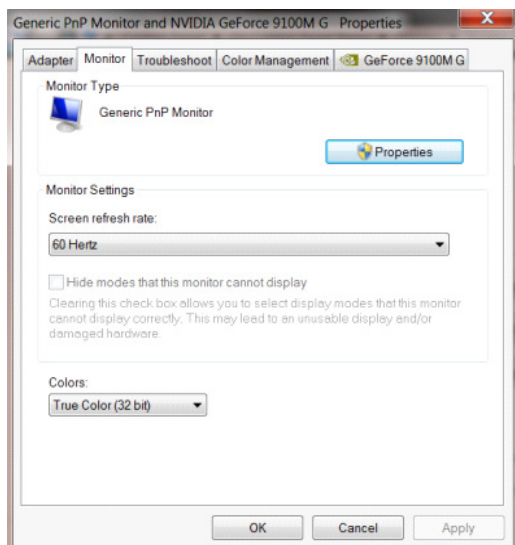 Generic PnP Monitor and NVIDIA GeForce 9100M G Properties
Adapter Monitor Troubleshoot Color Management GeForce 9100M G
Monitor Type
Generic PnP Monitor
Properties
Monitor Settings
Screen refresh rate:
60 Hertz
Hide modes that this monitor cannot display
Clearing this check box allows you to select display modes that this monitor
cannot display correctly. This may lead to an unusable display and/or
damaged hardware.
Colors:
True Color (32 bit)
OK Cancel Apply